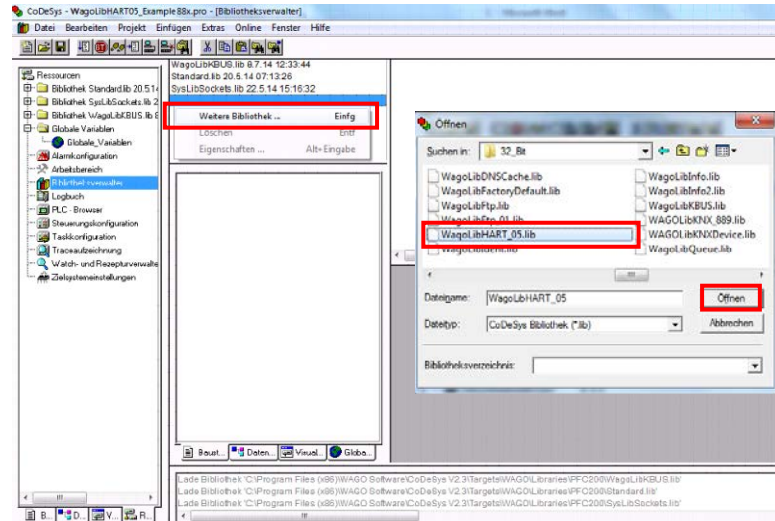 CoDeSys - WagoLibHART05_Example88x.pro - [Bibliotheksverwalter]
Datei Bearbeiten Projekt Einfügen Extras Online Fenster Hilfe
Ressourcen
Bibliothek Standard.lib 20.5.1
Bibliothek SysLibSockets.lib 2
Bibliothek WagoLibKBUS.lib 8
Globale Variablen
Globale_Variablen
Alarmkonfiguration
Arbeitsbereich
Bibliotheksverwalter
Logbuch
PLC - Browser
Steuerungskonfiguration
Taskkonfiguration
Traceaufzeichnung
Watch- und Rezepturverwalte
Zielsystemeinstellungen
B... D... V... R...
WagoLibKBUS.lib 8.7.14 12:33:44
Standard.lib 20.5.14 07:13:26
SysLibSockets.lib 22.5.14 15:16:32
Weitere Bibliothek ... Einfg
Löschen Entf
Eigenschaften ... Alt+Eingabe
Baust... Daten... Visual... Globa...
Öffnen
Suchen in: 32_Bit
WagoLibDNSCache.lib
WagoLibFactoryDefault.lib
WagoLibFtp.lib
WagoLibFtp_01.lib
WagoLibHART_05.lib
WagoLibIdent.lib
WagoLibInfo.lib
WagoLibInfo2.lib
WagoLibKBUS.lib
WAGOLibKNX_889.lib
WAGOLibKNXDevice.lib
WagoLibQueue.lib
Dateiname: WagoLibHART_05 Öffnen
Dateityp: CoDeSys Bibliothek (*.lib) Abbrechen
Bibliotheksverzeichnis:
Lade Bibliothek 'C:\Program Files (x86)\WAGO Software\CoDeSys V2.3\Targets\WAGO\Libraries\PFC200\WagoLibKBUS.lib'
Lade Bibliothek 'C:\Program Files (x86)\WAGO Software\CoDeSys V2.3\Targets\WAGO\Libraries\PFC200\Standard.lib'
Lade Bibliothek 'C:\Program Files (x86)\WAGO Software\CoDeSys V2.3\Targets\WAGO\Libraries\PFC200\SysLibSockets.lib'